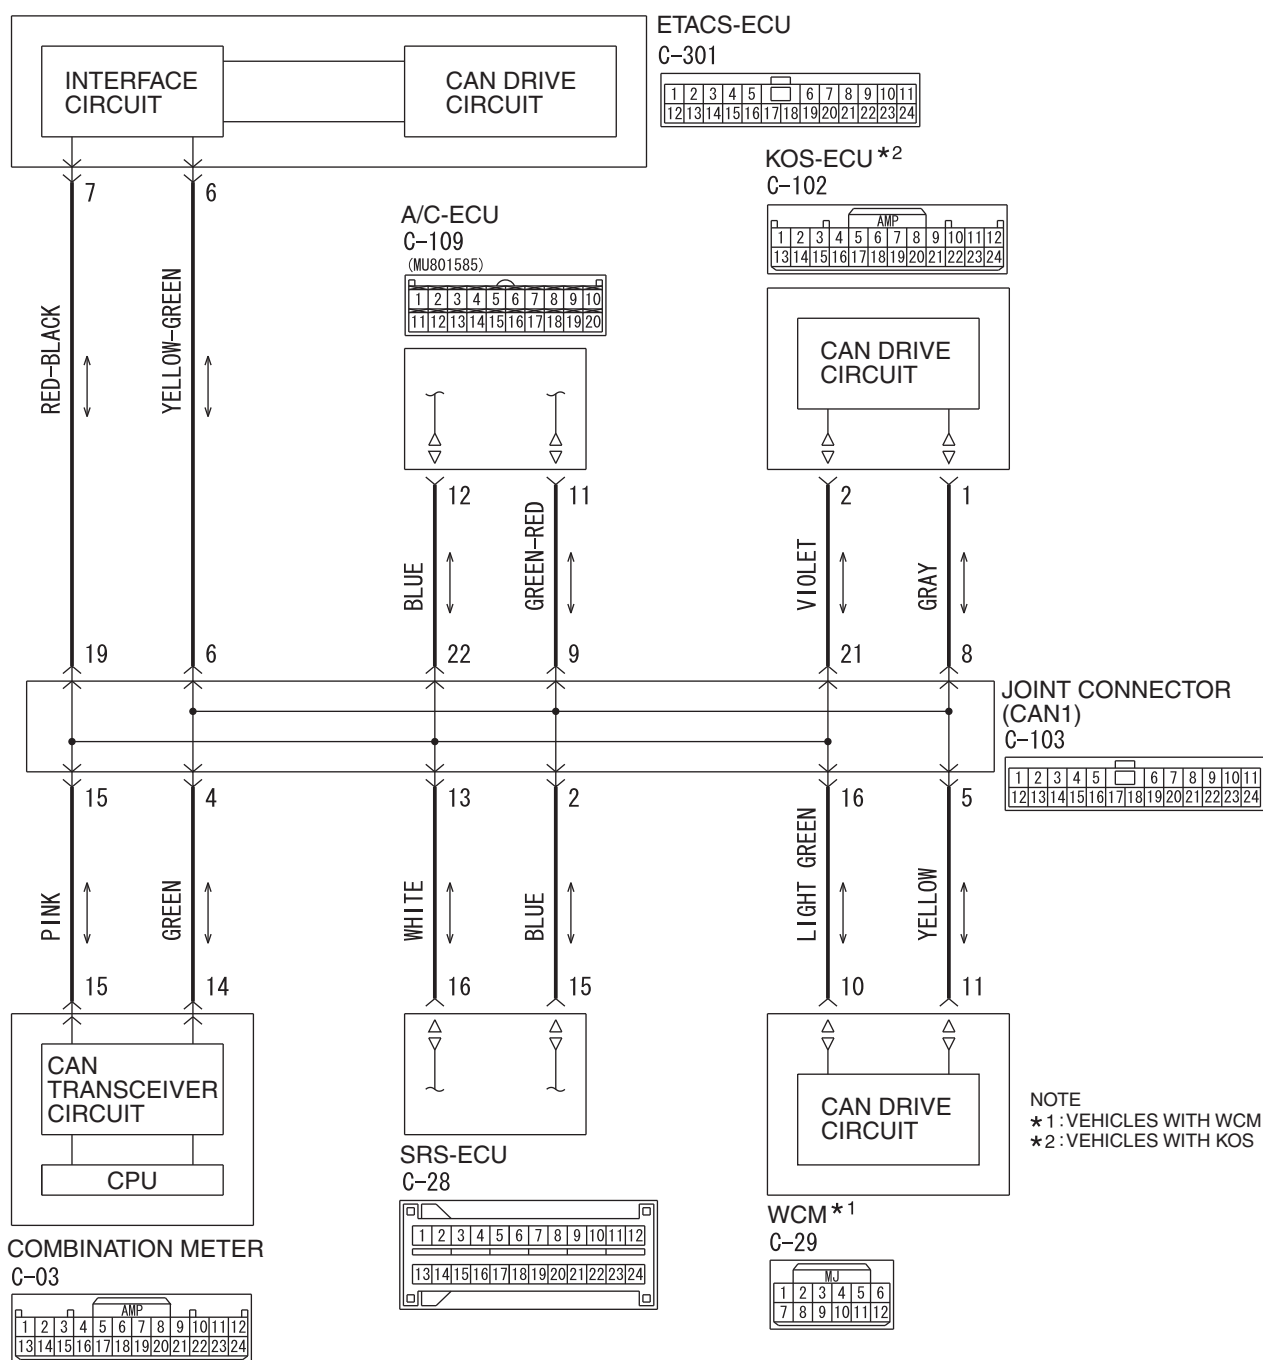 ETACS-ECU
C-301
1 2 3 4 5 6 7 8 9 10 11
12 13 14 15 16 17 18 19 20 21 22 23 24
INTERFACE
CIRCUIT
CAN DRIVE
CIRCUIT
7
6
KOS-ECU*2
C-102
AMP
1 2 3 4 5 6 7 8 9 10 11 12
13 14 15 16 17 18 19 20 21 22 23 24
A/C-ECU
C-109
(MU801585)
1 2 3 4 5 6 7 8 9 10
11 12 13 14 15 16 17 18 19 20
CAN DRIVE
CIRCUIT
RED-BLACK
YELLOW-GREEN
12
11
2
1
BLUE
GREEN-RED
VIOLET
GRAY
19
6
22
9
21
8
JOINT CONNECTOR
(CAN1)
C-103
1 2 3 4 5 6 7 8 9 10 11
12 13 14 15 16 17 18 19 20 21 22 23 24
15
4
13
2
16
5
PINK
GREEN
WHITE
BLUE
LIGHT GREEN
YELLOW
15
14
16
15
10
11
CAN
TRANSCEIVER
CIRCUIT
CPU
COMBINATION METER
C-03
AMP
1 2 3 4 5 6 7 8 9 10 11 12
13 14 15 16 17 18 19 20 21 22 23 24
SRS-ECU
C-28
1 2 3 4 5 6 7 8 9 10 11 12
13 14 15 16 17 18 19 20 21 22 23 24
CAN DRIVE
CIRCUIT
WCM*1
C-29
MJ
1 2 3 4 5 6
7 8 9 10 11 12
NOTE
*1:VEHICLES WITH WCM
*2:VEHICLES WITH KOS